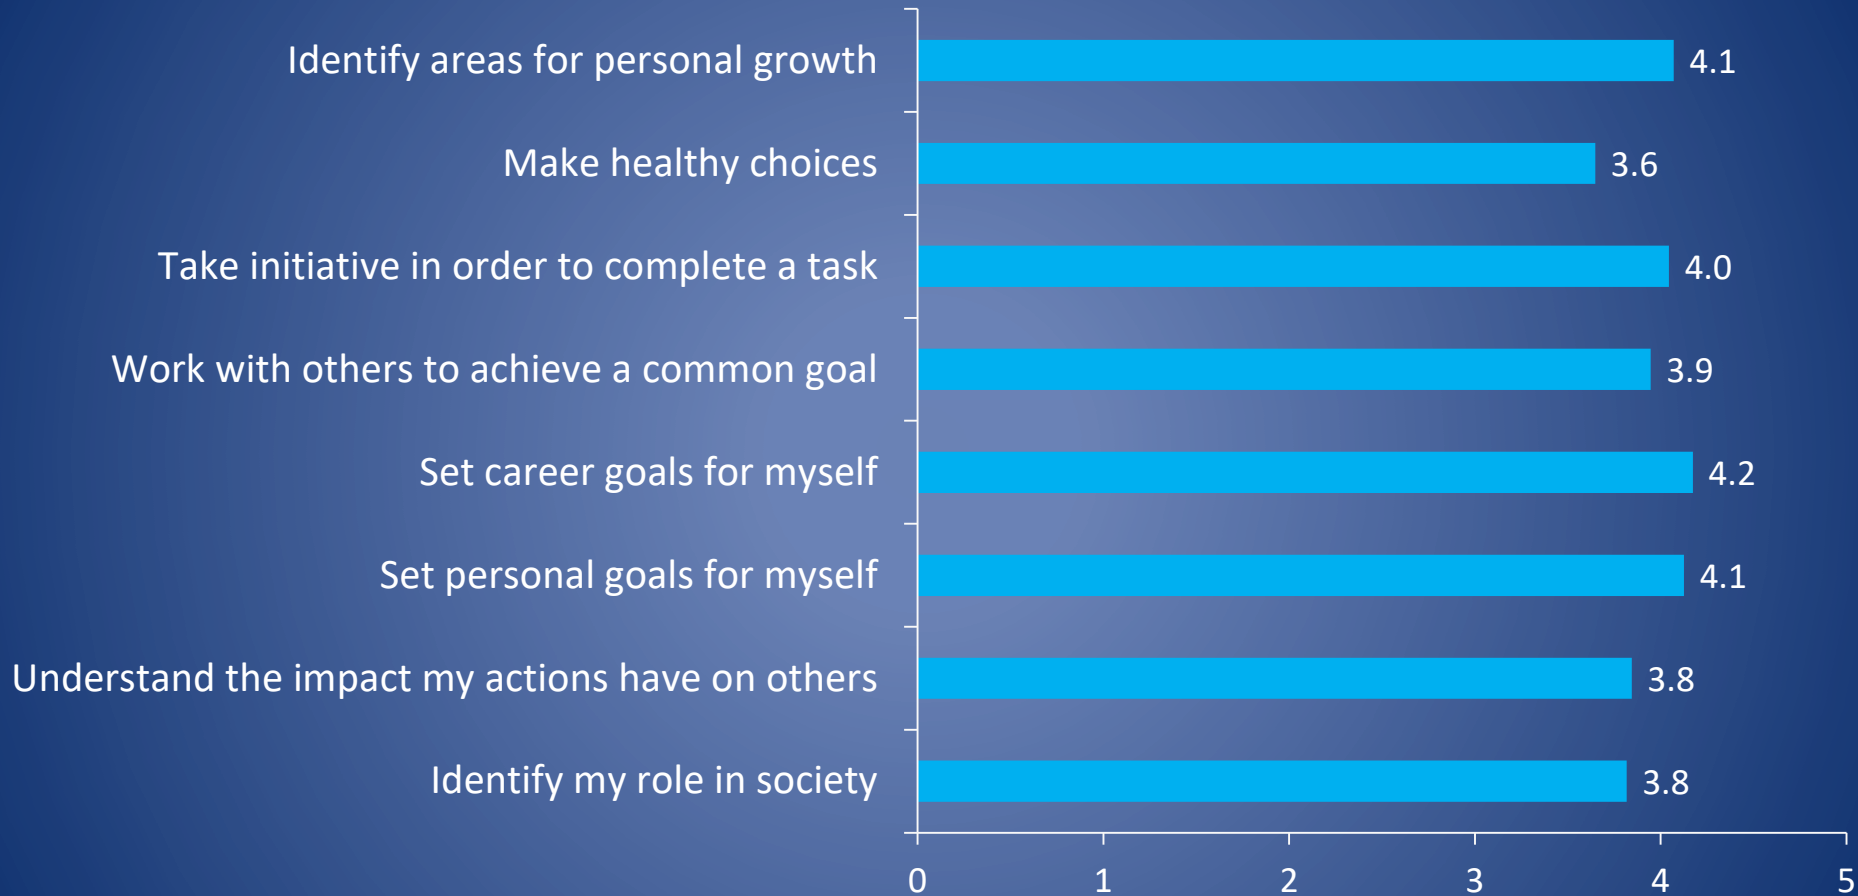 Identify areas for personal growth 4.1
Make healthy choices 3.6
Take initiative in order to complete a task 4.0
Work with others to achieve a common goal 3.9
Set career goals for myself 4.2
Set personal goals for myself 4.1
Understand the impact my actions have on others 3.8
Identify my role in society 3.8
0 1 2 3 4 5